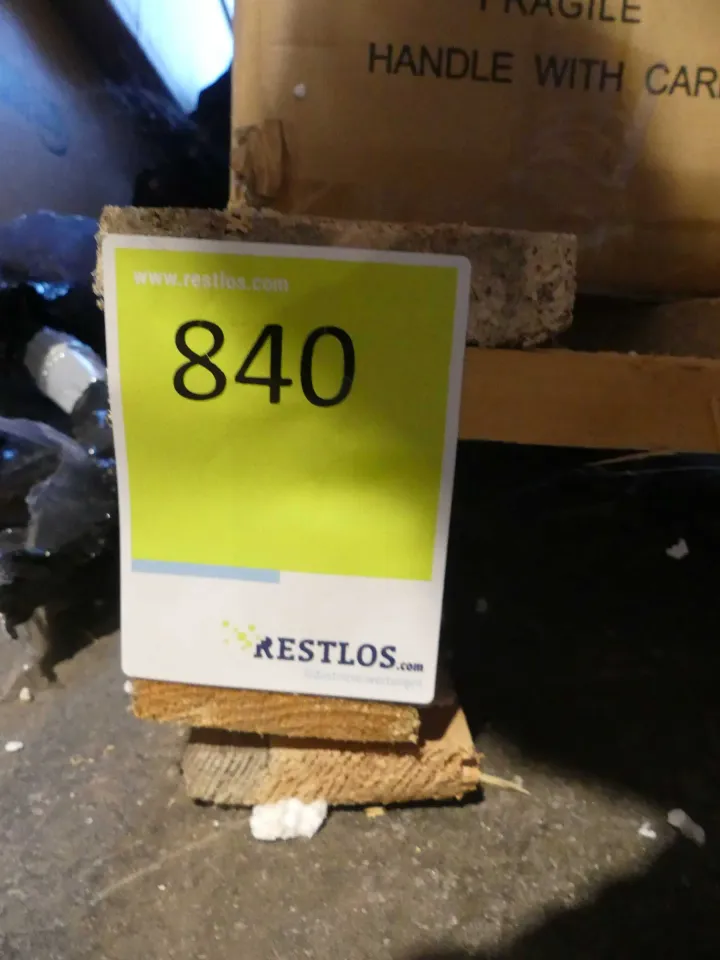 FRAGILE
HANDLE WITH CAR
www.restlos.com
840
RESTLOS.com